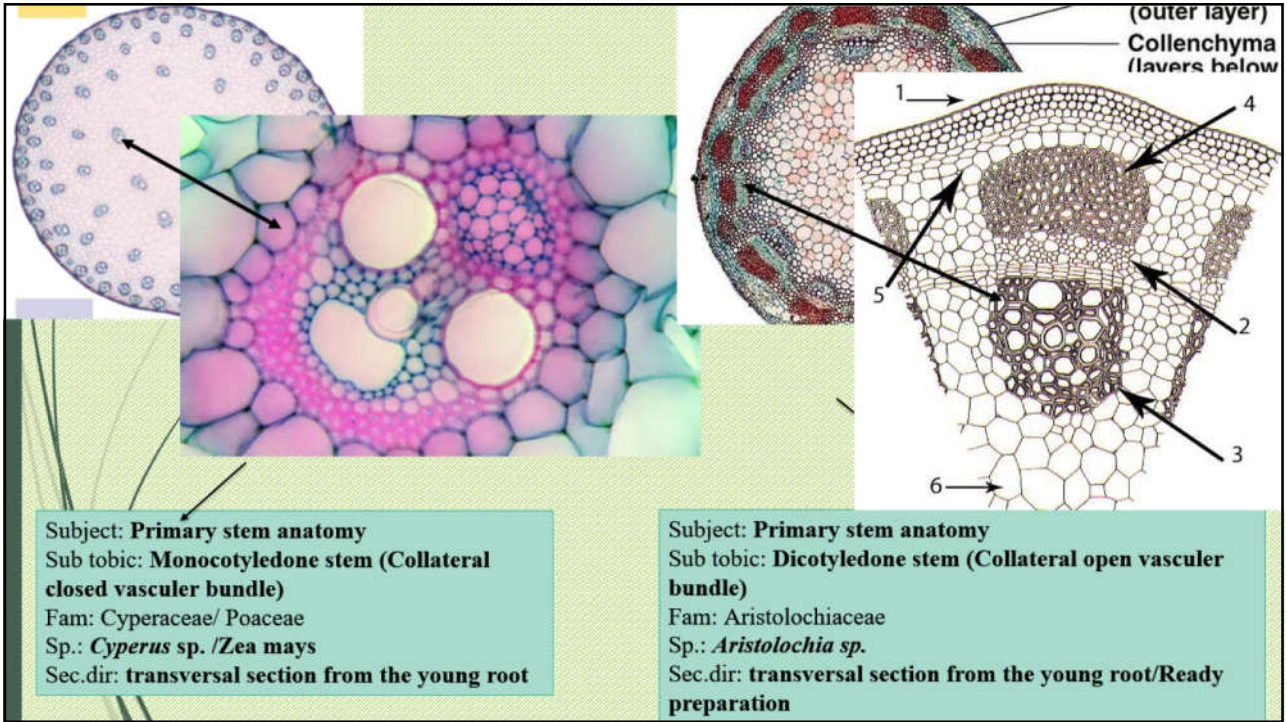 (outer layer)
Collenchyma
(layers below
1
4
5
2
3
6
Subject: Primary stem anatomy
Sub tobic: Monocotyledone stem (Collateral
closed vasculer bundle)
Fam: Cyperaceae/ Poaceae
Sp.: Cyperus sp. /Zea mays
Sec.dir: transversal section from the young root
Subject: Primary stem anatomy
Sub tobic: Dicotyledone stem (Collateral open vasculer
bundle)
Fam: Aristolochiaceae
Sp.: Aristolochia sp.
Sec.dir: transversal section from the young root/Ready
preparation